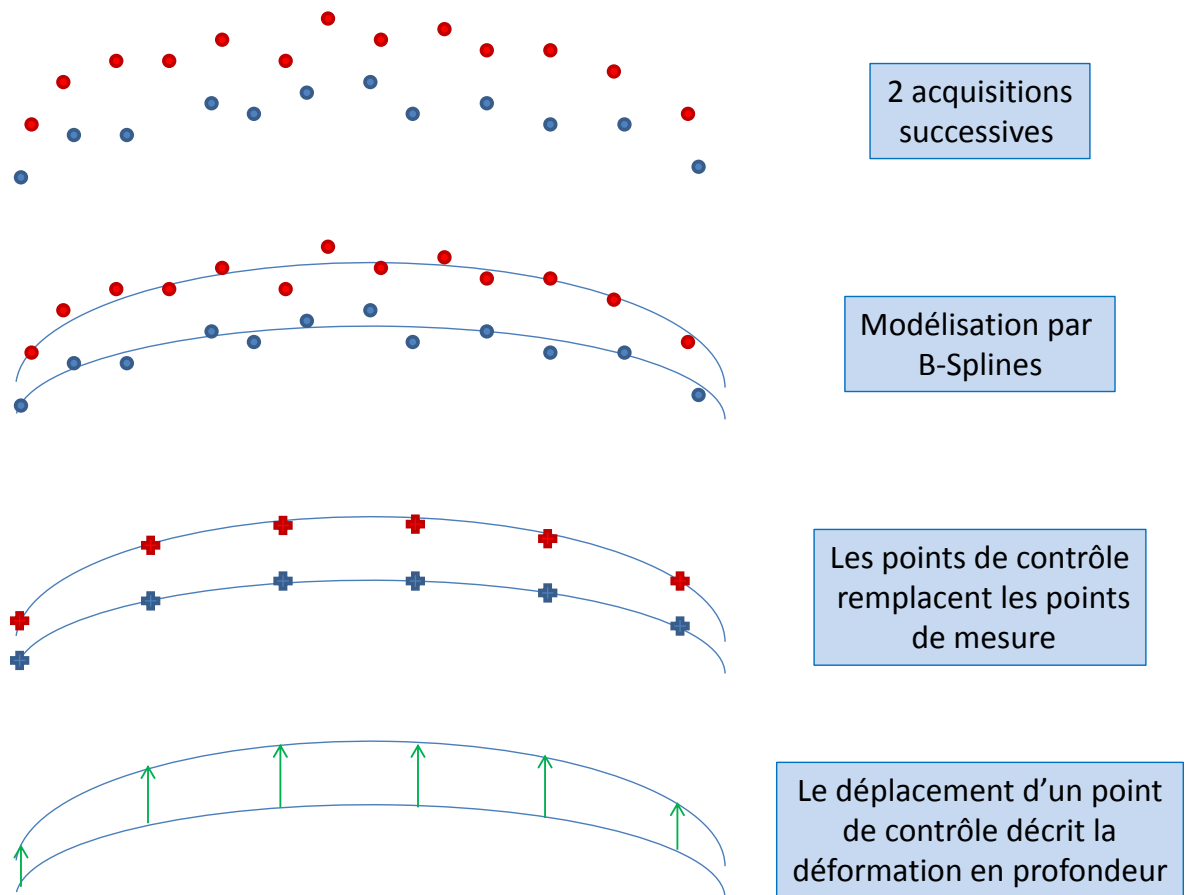 2 acquisitions
successives
Modélisation par
B-Splines
Les points de contrôle
remplacent les points
de mesure
Le déplacement d’un point
de contrôle décrit la
déformation en profondeur